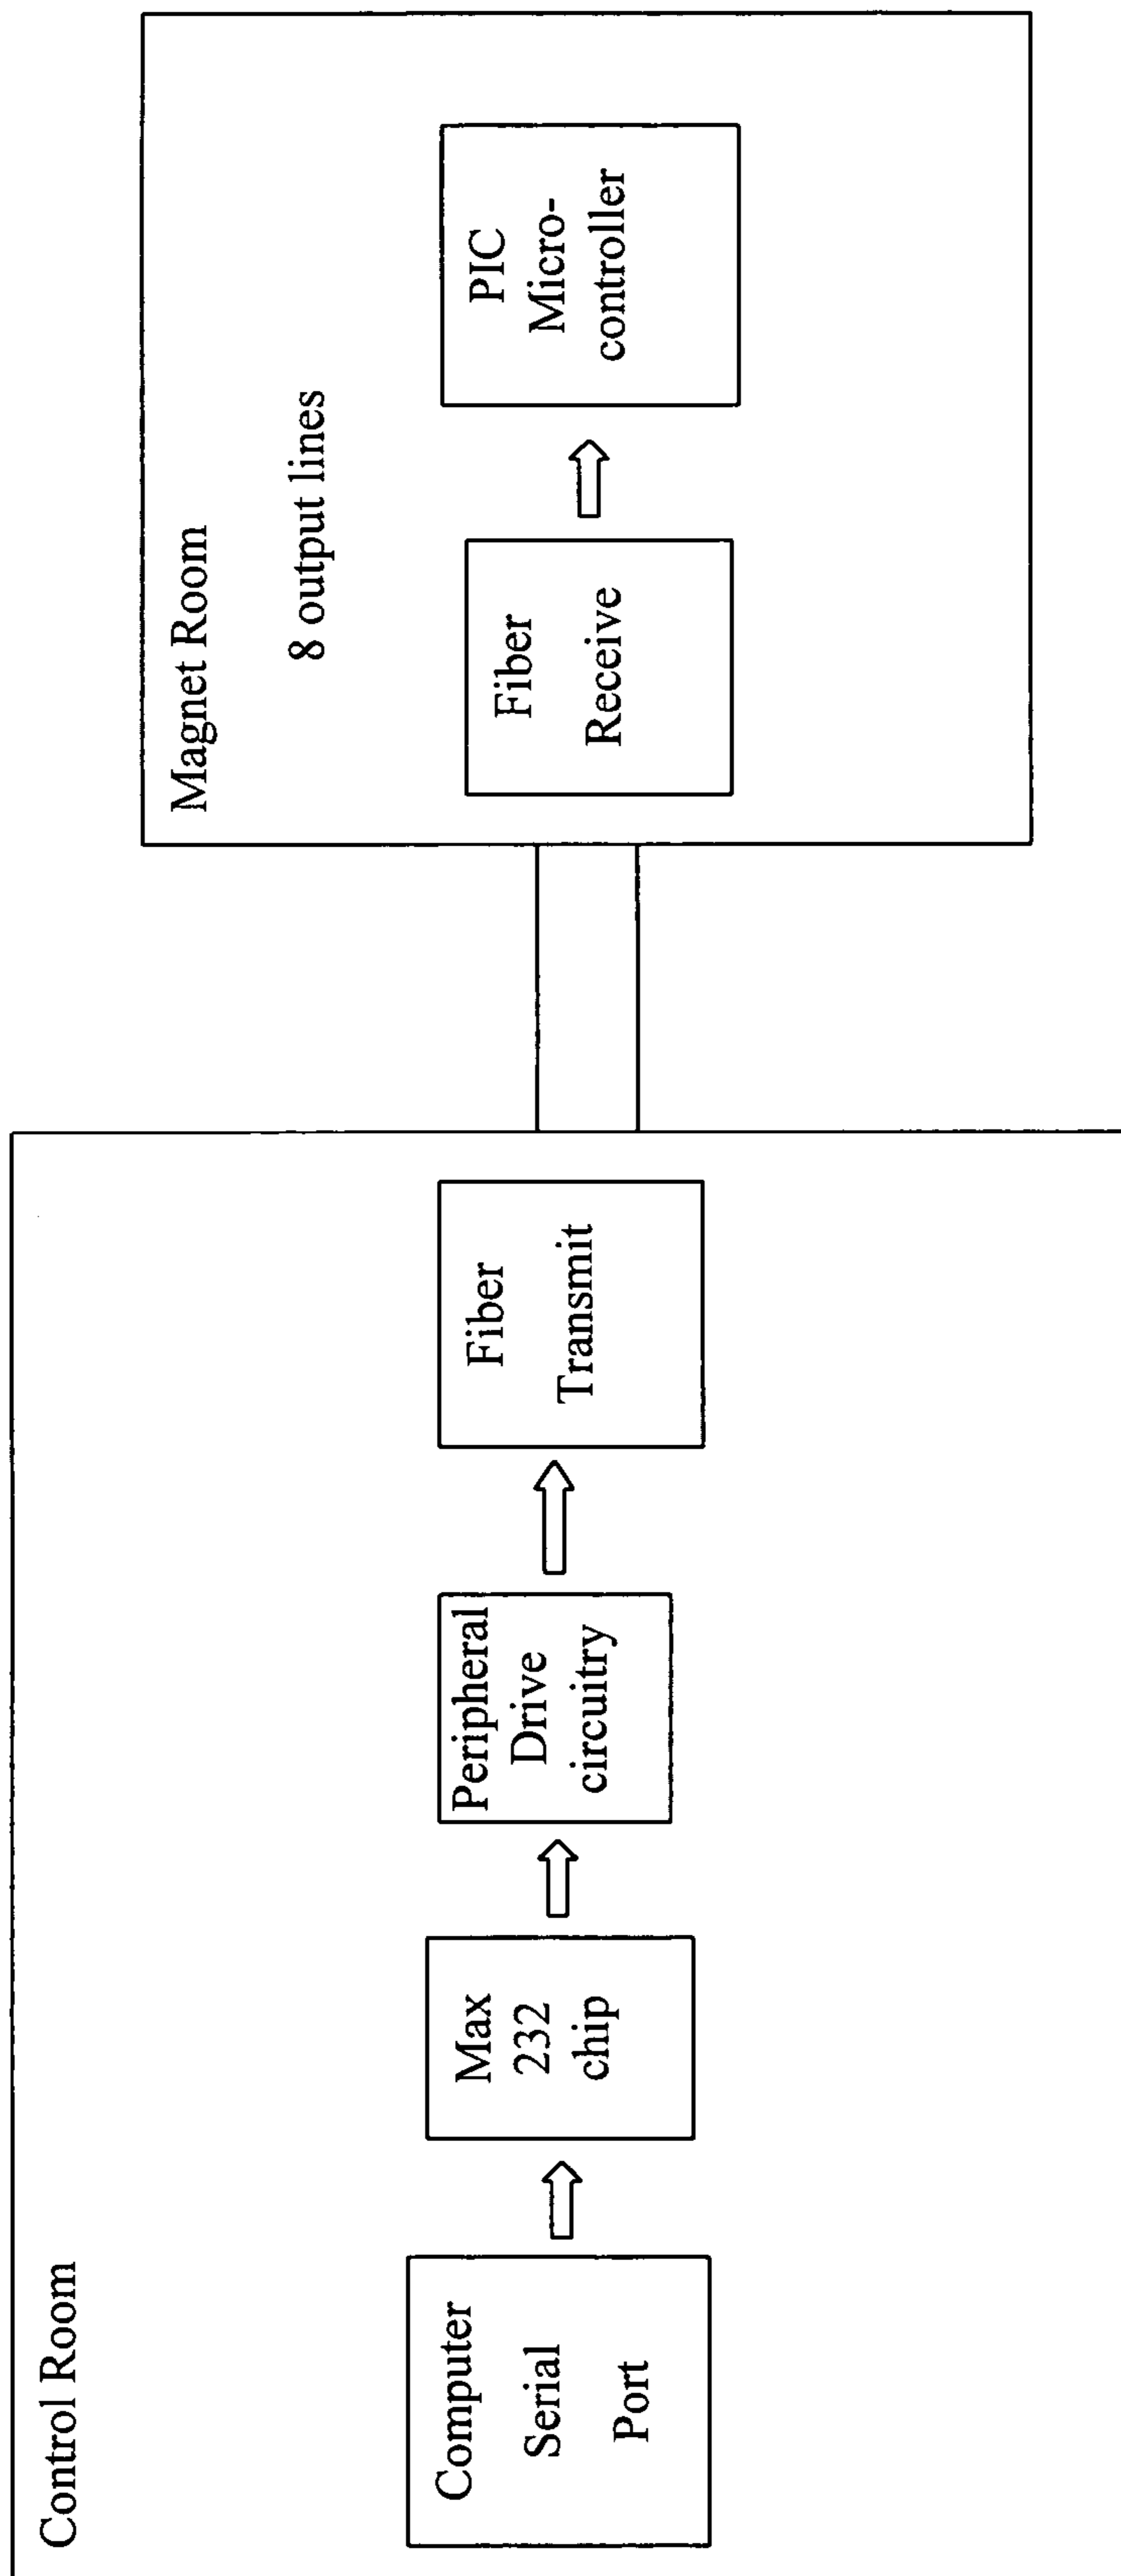 Control Room
Computer
Serial
Port
Max
232
chip
Peripheral
Drive
circuitry
Fiber
Transmit
Magnet Room
8 output lines
Fiber
Receive
PIC
Micro-
controller